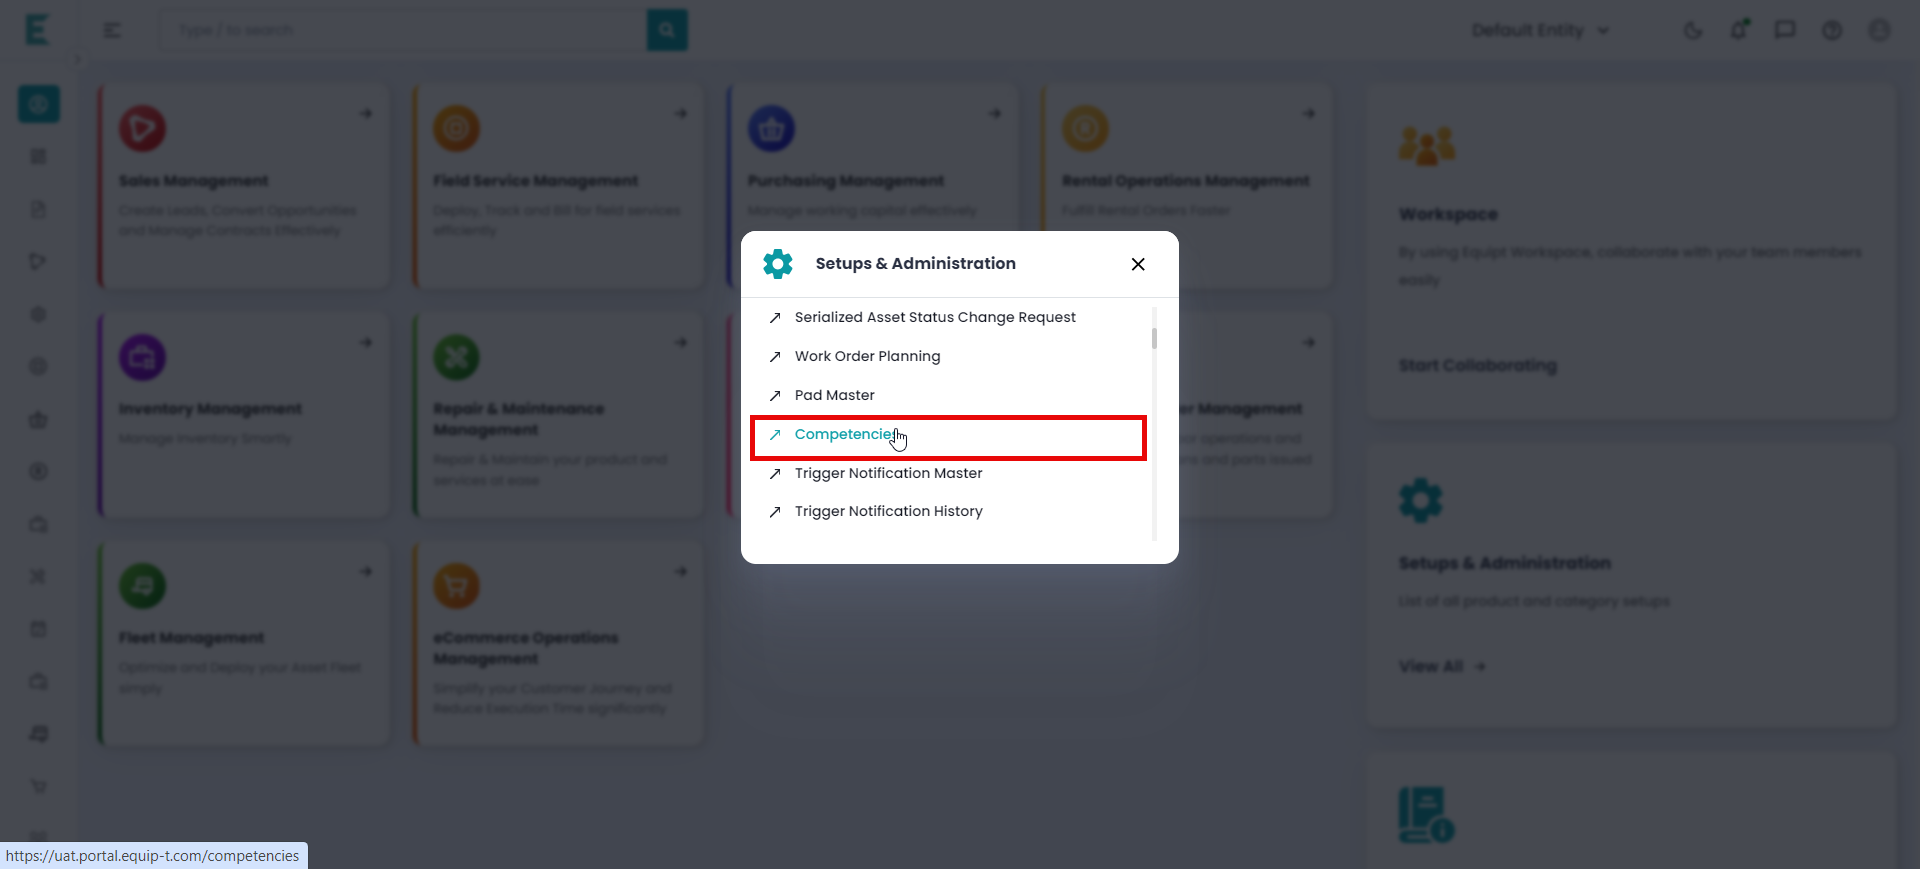 E
Type / to search
Default Entity
Sales Management
Create Leads, Convert Opportunities
and Manage Contracts Effectively.
Field Service Management
Deploy, Track and Bill for field services
efficiently.
Purchasing Management
Manage working capital effectively
Rental Operations Management
Fulfill Rental Orders Faster
Workspace
By using Equipt Workspace, collaborate with your team members
easily
Start Collaborating
Setups & Administration
Serialized Asset Status Change Request
Work Order Planning
Pad Master
Competencies
Trigger Notification Master
Trigger Notification History
Inventory Management
Manage Inventory Smartly
Repair & Maintenance
Management
Repair & Maintain your product and
services at ease
Management
operations and
and parts issued
Setups & Administration
List of all product and category setups
View All
Fleet Management
Optimize and Deploy your Asset Fleet
simply
eCommerce Operations
Management
Simplify your Customer Journey and
Reduce Execution Time significantly
https://uat.portal.equip-t.com/competencies